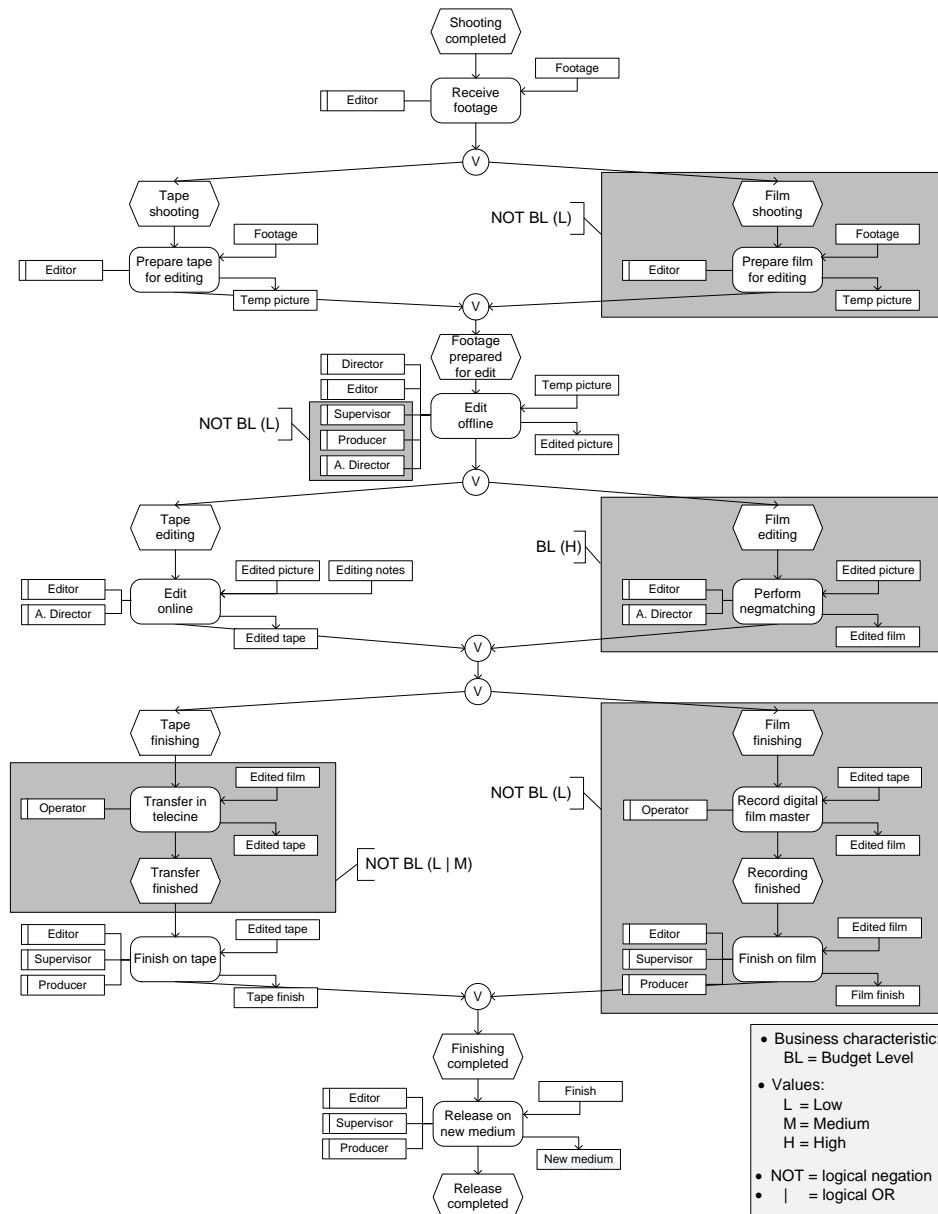 Shooting
completed
Footage
Editor
Receive
footage
V
Tape
shooting
Film
shooting
NOT BL (L)
Footage
Footage
Editor
Prepare tape
for editing
Editor
Prepare film
for editing
Temp picture
Temp picture
V
Footage
prepared
for edit
Director
Editor
Supervisor
Producer
A. Director
NOT BL (L)
Temp picture
Edit
offline
Edited picture
V
Tape
editing
Film
editing
BL (H)
Edited picture
Editing notes
Edited picture
Editor
A. Director
Edit
online
Editor
A. Director
Perform
negmatching
Edited tape
Edited film
V
V
Tape
finishing
Film
finishing
Edited film
Edited tape
NOT BL (L)
Operator
Transfer in
telecine
Operator
Record digital
film master
Edited tape
Edited film
NOT BL (L | M)
Transfer
finished
Recording
finished
Edited tape
Edited film
Editor
Supervisor
Producer
Finish on tape
Editor
Supervisor
Producer
Finish on film
Tape finish
Film finish
V
Finishing
completed
Editor
Supervisor
Producer
Finish
Release on
new medium
New medium
Release
completed
• Business characteristic:
BL = Budget Level
• Values:
L = Low
M = Medium
H = High
• NOT = logical negation
• | = logical OR